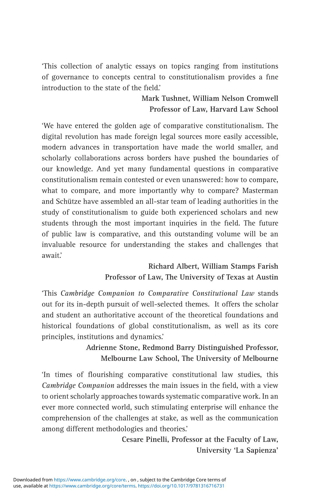 ‘This collection of analytic essays on topics ranging from institutions
of governance to concepts central to constitutionalism provides a fine
introduction to the state of the field.’
Mark Tushnet, William Nelson Cromwell
Professor of Law, Harvard Law School
‘We have entered the golden age of comparative constitutionalism. The
digital revolution has made foreign legal sources more easily accessible,
modern advances in transportation have made the world smaller, and
scholarly collaborations across borders have pushed the boundaries of
our knowledge. And yet many fundamental questions in comparative
constitutionalism remain contested or even unanswered: how to compare,
what to compare, and more importantly why to compare? Masterman
and Schütze have assembled an all-star team of leading authorities in the
study of constitutionalism to guide both experienced scholars and new
students through the most important inquiries in the field. The future
of public law is comparative, and this outstanding volume will be an
invaluable resource for understanding the stakes and challenges that
await.’
Richard Albert, William Stamps Farish
Professor of Law, The University of Texas at Austin
‘This Cambridge Companion to Comparative Constitutional Law stands
out for its in-depth pursuit of well-selected themes. It offers the scholar
and student an authoritative account of the theoretical foundations and
historical foundations of global constitutionalism, as well as its core
principles, institutions and dynamics.’
Adrienne Stone, Redmond Barry Distinguished Professor,
Melbourne Law School, The University of Melbourne
‘In times of flourishing comparative constitutional law studies, this
Cambridge Companion addresses the main issues in the field, with a view
to orient scholarly approaches towards systematic comparative work. In an
ever more connected world, such stimulating enterprise will enhance the
comprehension of the challenges at stake, as well as the communication
among different methodologies and theories.’
Cesare Pinelli, Professor at the Faculty of Law,
University ‘La Sapienza’
Downloaded from https://www.cambridge.org/core. , on , subject to the Cambridge Core terms of
use, available at https://www.cambridge.org/core/terms. https://doi.org/10.1017/9781316716731